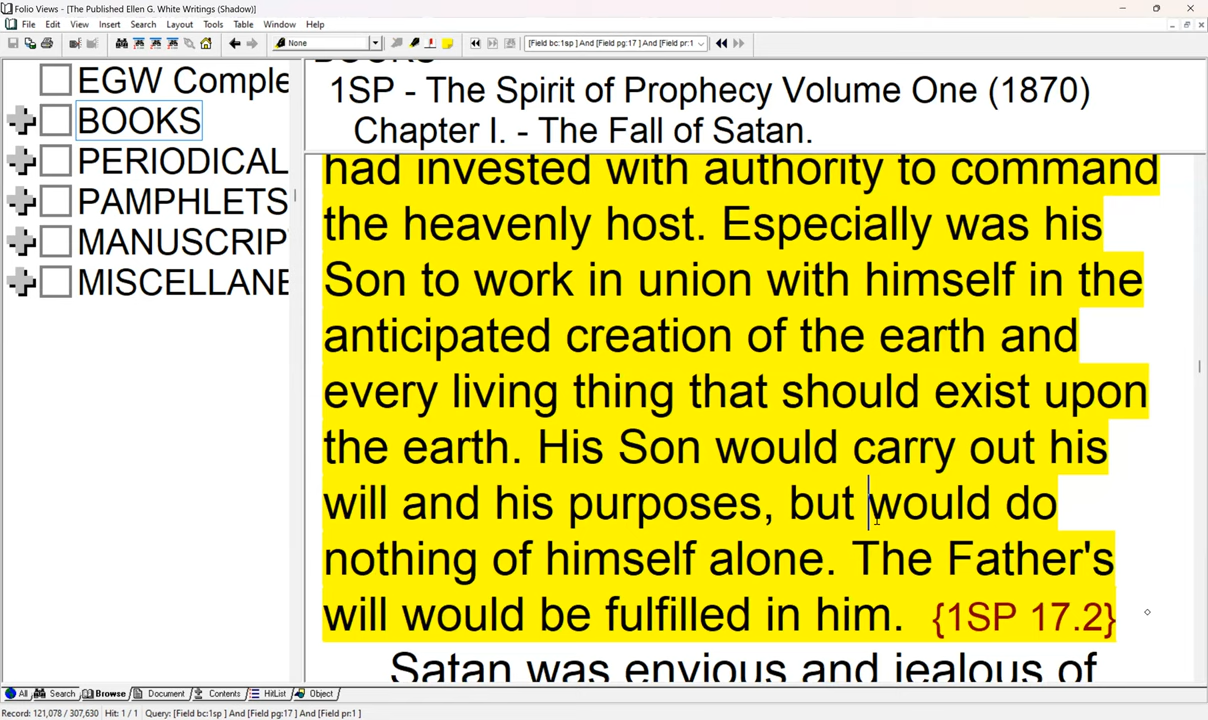 Folio Views - [The Published Ellen G. White Writings (Shadow)]
File Edit View Insert Search Layout Tools Table Window Help
None
[Field bc:1sp ] And [Field pg:17 ] And [Field pr:1
EGW Comple
BOOKS
PERIODICAL
PAMPHLETS
MANUSCRIP
MISCELLANE
1SP - The Spirit of Prophecy Volume One (1870)
Chapter I. - The Fall of Satan.
had invested with authority to command
the heavenly host. Especially was his
Son to work in union with himself in the
anticipated creation of the earth and
every living thing that should exist upon
the earth. His Son would carry out his
will and his purposes, but would do
nothing of himself alone. The Father's
will would be fulfilled in him. {1SP 17.2}
Satan was envious and jealous of
All Search Browse Document Contents HitList Object
Record: 121,078 / 307,630 Hit: 1 / 1 Query: [Field bc:1sp ] And [Field pg:17 ] And [Field pr:1 ]